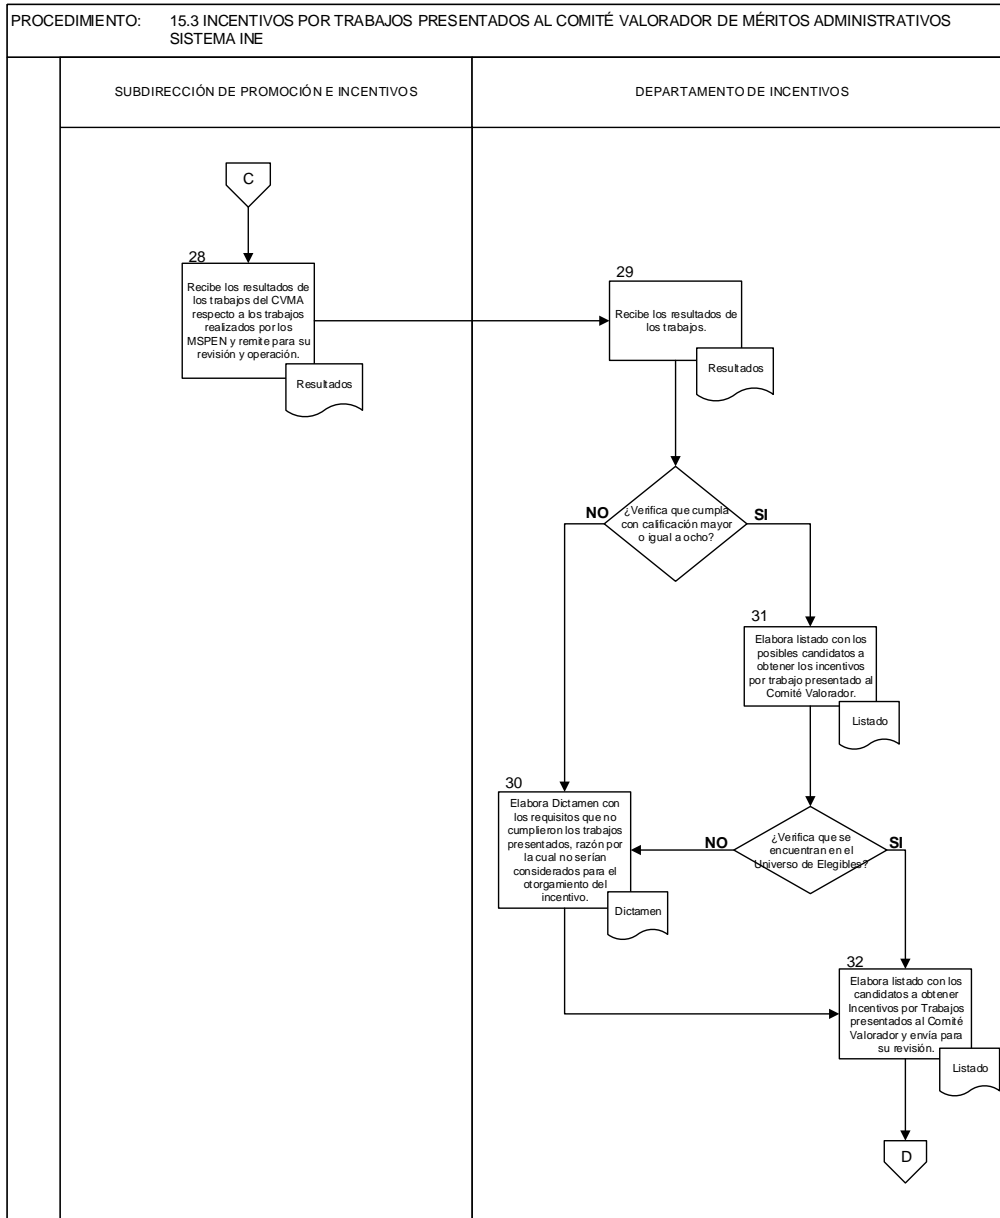 PROCEDIMIENTO: 15.3 INCENTIVOS POR TRABAJOS PRESENTADOS AL COMITÉ VALORADOR DE MÉRITOS ADMINISTRATIVOS
SISTEMA INE
SUBDIRECCIÓN DE PROMOCIÓN E INCENTIVOS
DEPARTAMENTO DE INCENTIVOS
C
28
Recibe los resultados de
los trabajos del CVMA
respecto a los trabajos
realizados por los
MSPEN y remite para su
revisión y operación.
Resultados
29
Recibe los resultados de
los trabajos.
Resultados
¿Verifica que cumpla
con calificación mayor
o igual a ocho?
NO
SI
31
Elabora listado con los
posibles candidatos a
obtener los incentivos
por trabajo presentado al
Comité Valorador.
Listado
30
Elabora Dictamen con
los requisitos que no
cumplieron los trabajos
presentados, razón por
la cual no serían
considerados para el
otorgamiento del
incentivo.
Dictamen
¿Verifica que se
encuentran en el
Universo de Elegibles?
NO
SI
32
Elabora listado con los
candidatos a obtener
Incentivos por Trabajos
presentados al Comité
Valorador y envía para
su revisión.
Listado
D